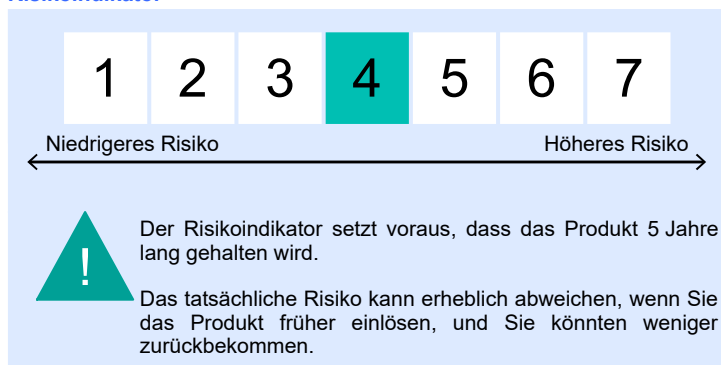 Risikoindikator
1 2 3 4 5 6 7
Niedrigeres Risiko Höheres Risiko
!
Der Risikoindikator setzt voraus, dass das Produkt 5 Jahre
lang gehalten wird.
Das tatsächliche Risiko kann erheblich abweichen, wenn Sie
das Produkt früher einlösen, und Sie könnten weniger
zurückbekommen.